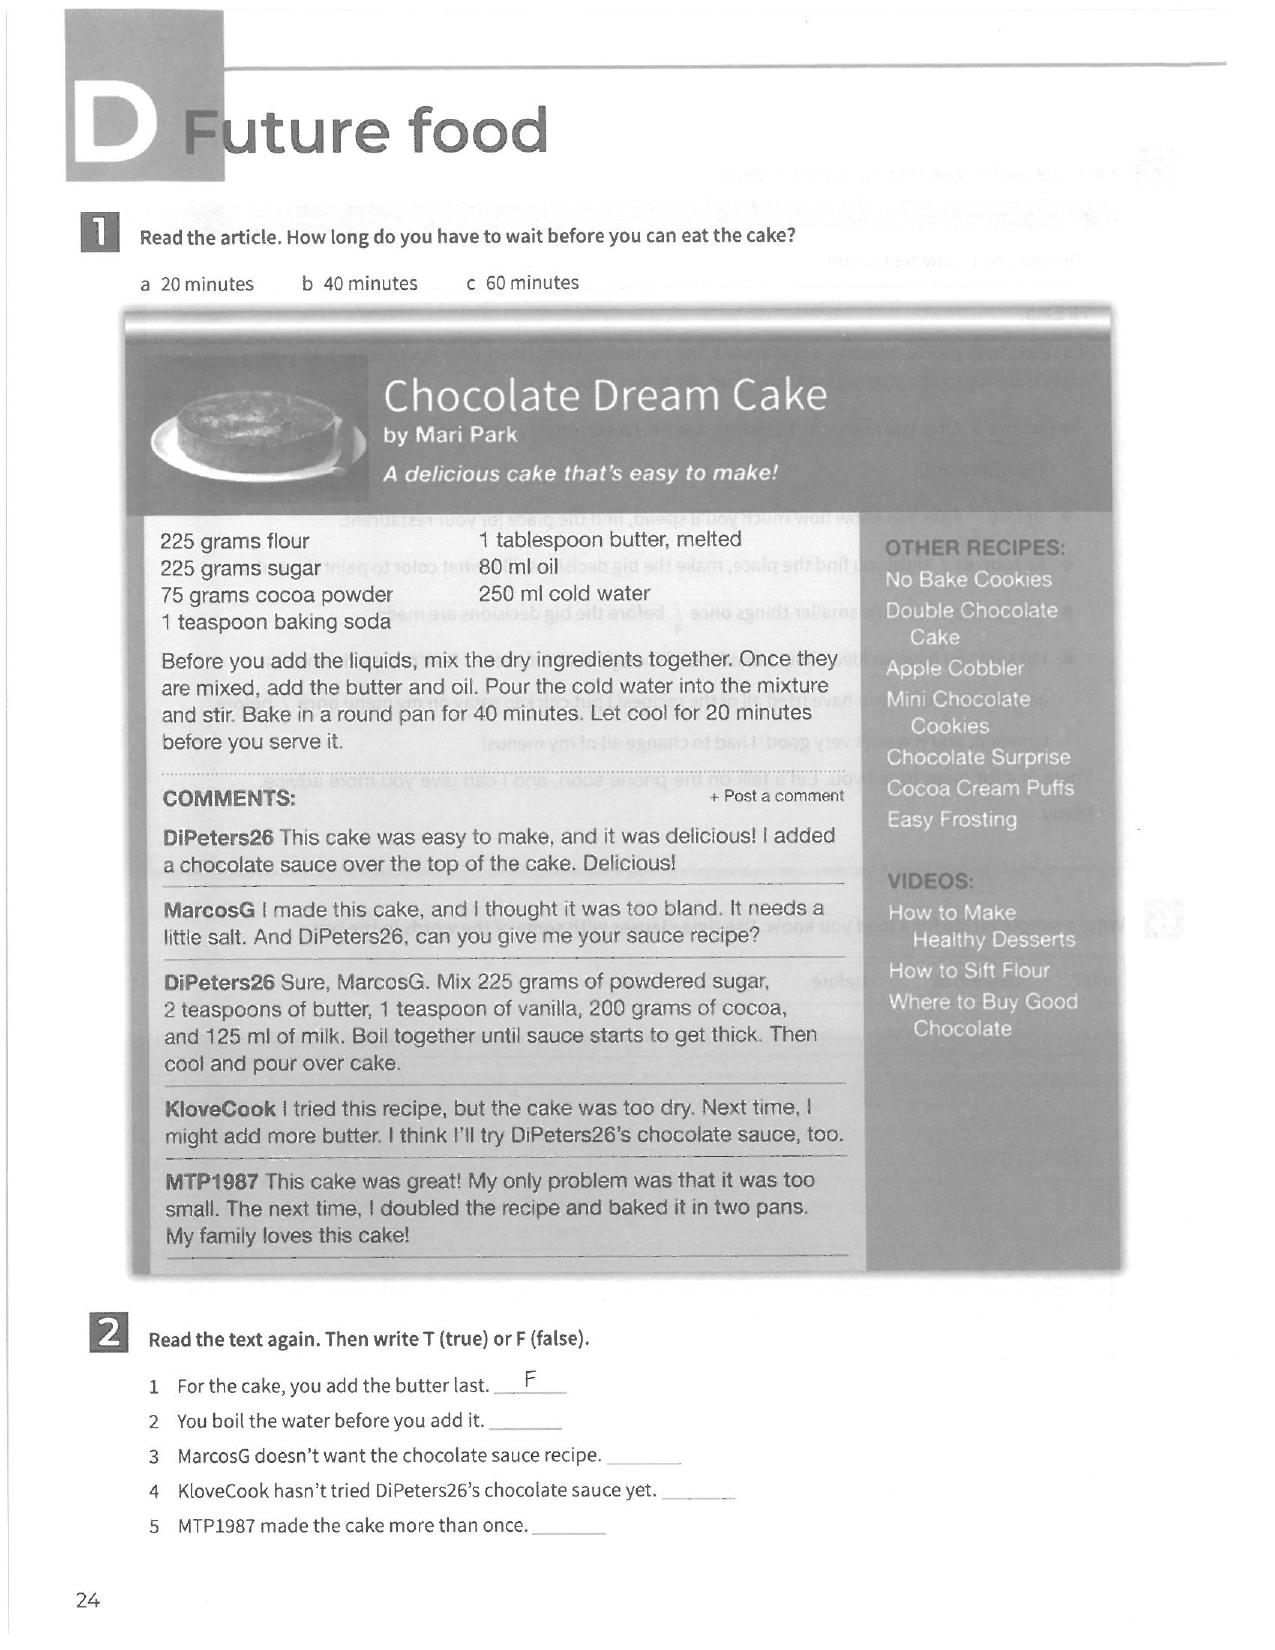 D Future food
1 Read the article. How long do you have to wait before you can eat the cake?
a 20 minutes b 40 minutes c 60 minutes
Chocolate Dream Cake
by Mari Park
A delicious cake that's easy to make!
225 grams flour
225 grams sugar
75 grams cocoa powder
1 teaspoon baking soda
1 tablespoon butter, melted
80 ml oil
250 ml cold water
Before you add the liquids, mix the dry ingredients together. Once they
are mixed, add the butter and oil. Pour the cold water into the mixture
and stir. Bake in a round pan for 40 minutes. Let cool for 20 minutes
before you serve it.
COMMENTS:
+ Post a comment
DiPeters26 This cake was easy to make, and it was delicious! I added
a chocolate sauce over the top of the cake. Delicious!
MarcosG I made this cake, and I thought it was too bland. It needs a
little salt. And DiPeters26, can you give me your sauce recipe?
DiPeters26 Sure, MarcosG. Mix 225 grams of powdered sugar,
2 teaspoons of butter, 1 teaspoon of vanilla, 200 grams of cocoa,
and 125 ml of milk. Boil together until sauce starts to get thick. Then
cool and pour over cake.
KloveCook I tried this recipe, but the cake was too dry. Next time, I
might add more butter. I think I'll try DiPeters26's chocolate sauce, too.
MTP1987 This cake was great! My only problem was that it was too
small. The next time, I doubled the recipe and baked it in two pans.
My family loves this cake!
OTHER RECIPES:
No Bake Cookies
Double Chocolate
Cake
Apple Cobbler
Mini Chocolate
Cookies
Chocolate Surprise
Cocoa Cream Puffs
Easy Frosting
VIDEOS:
How to Make
Healthy Desserts
How to Sift Flour
Where to Buy Good
Chocolate
2 Read the text again. Then write T (true) or F (false).
1 For the cake, you add the butter last. F
2 You boil the water before you add it.
3 MarcosG doesn't want the chocolate sauce recipe.
4 KloveCook hasn't tried DiPeters26's chocolate sauce yet.
5 MTP1987 made the cake more than once.
24